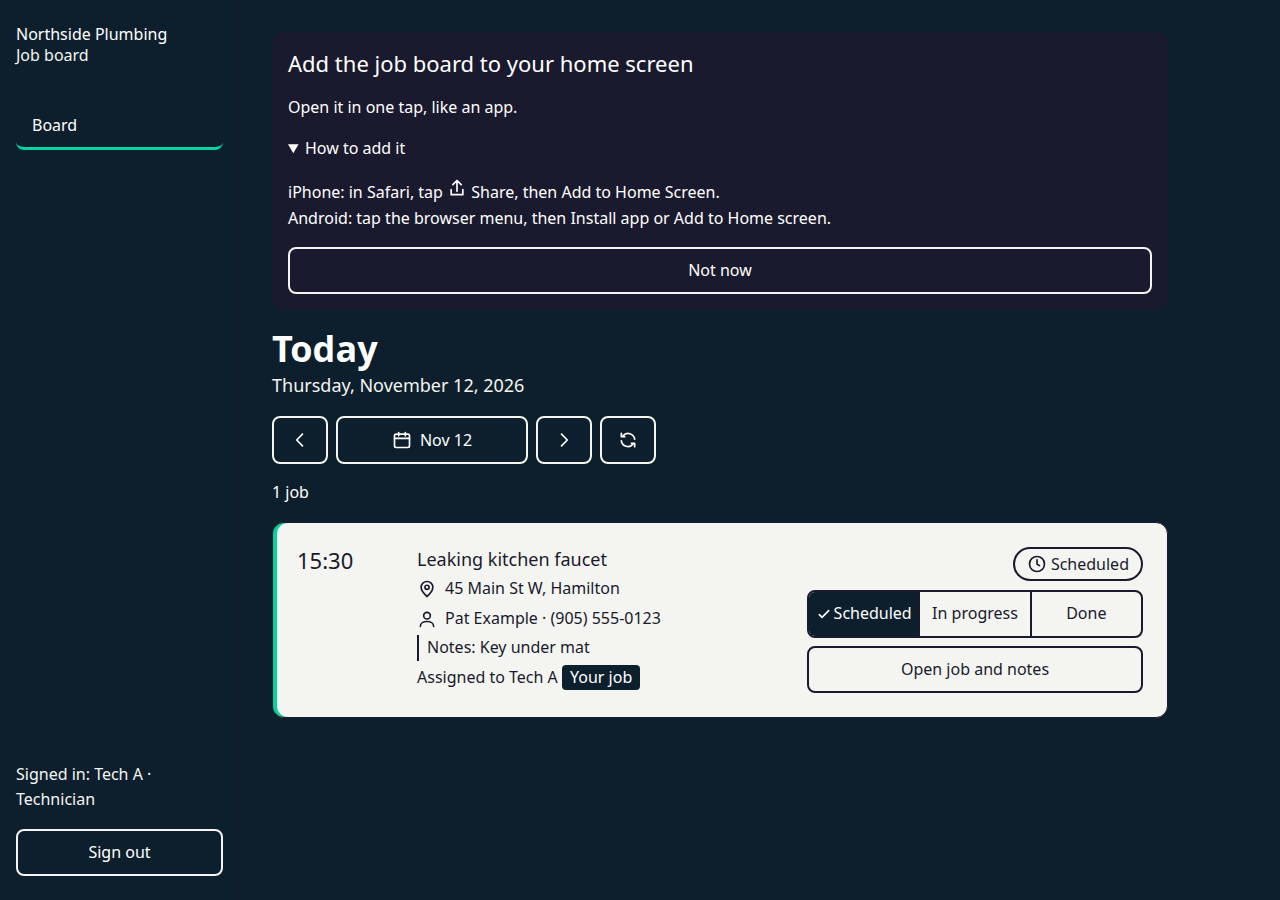 Northside Plumbing
Job board
Board
Signed in: Tech A ·
Technician
Sign out
Add the job board to your home screen
Open it in one tap, like an app.
How to add it
iPhone: in Safari, tap Share, then Add to Home Screen.
Android: tap the browser menu, then Install app or Add to Home screen.
Not now
Today
Thursday, November 12, 2026
Nov 12
1 job
15:30
Leaking kitchen faucet
45 Main St W, Hamilton
Pat Example · (905) 555-0123
Notes: Key under mat
Assigned to Tech A Your job
Scheduled
Scheduled In progress Done
Open job and notes